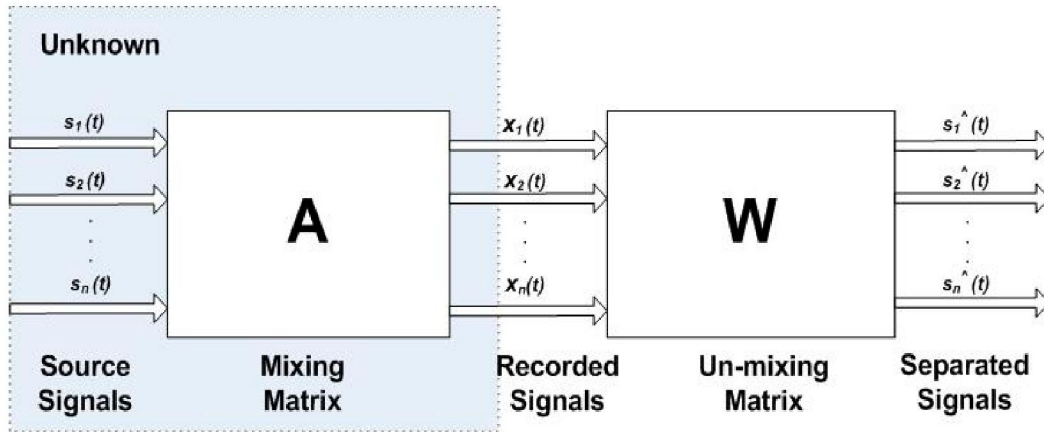 Unknown
s1(t)
x1(t)
s1^(t)
s2(t)
x2(t)
s2^(t)
A
W
sn(t)
xn(t)
sn^(t)
Source
Signals
Mixing
Matrix
Recorded
Signals
Un-mixing
Matrix
Separated
Signals